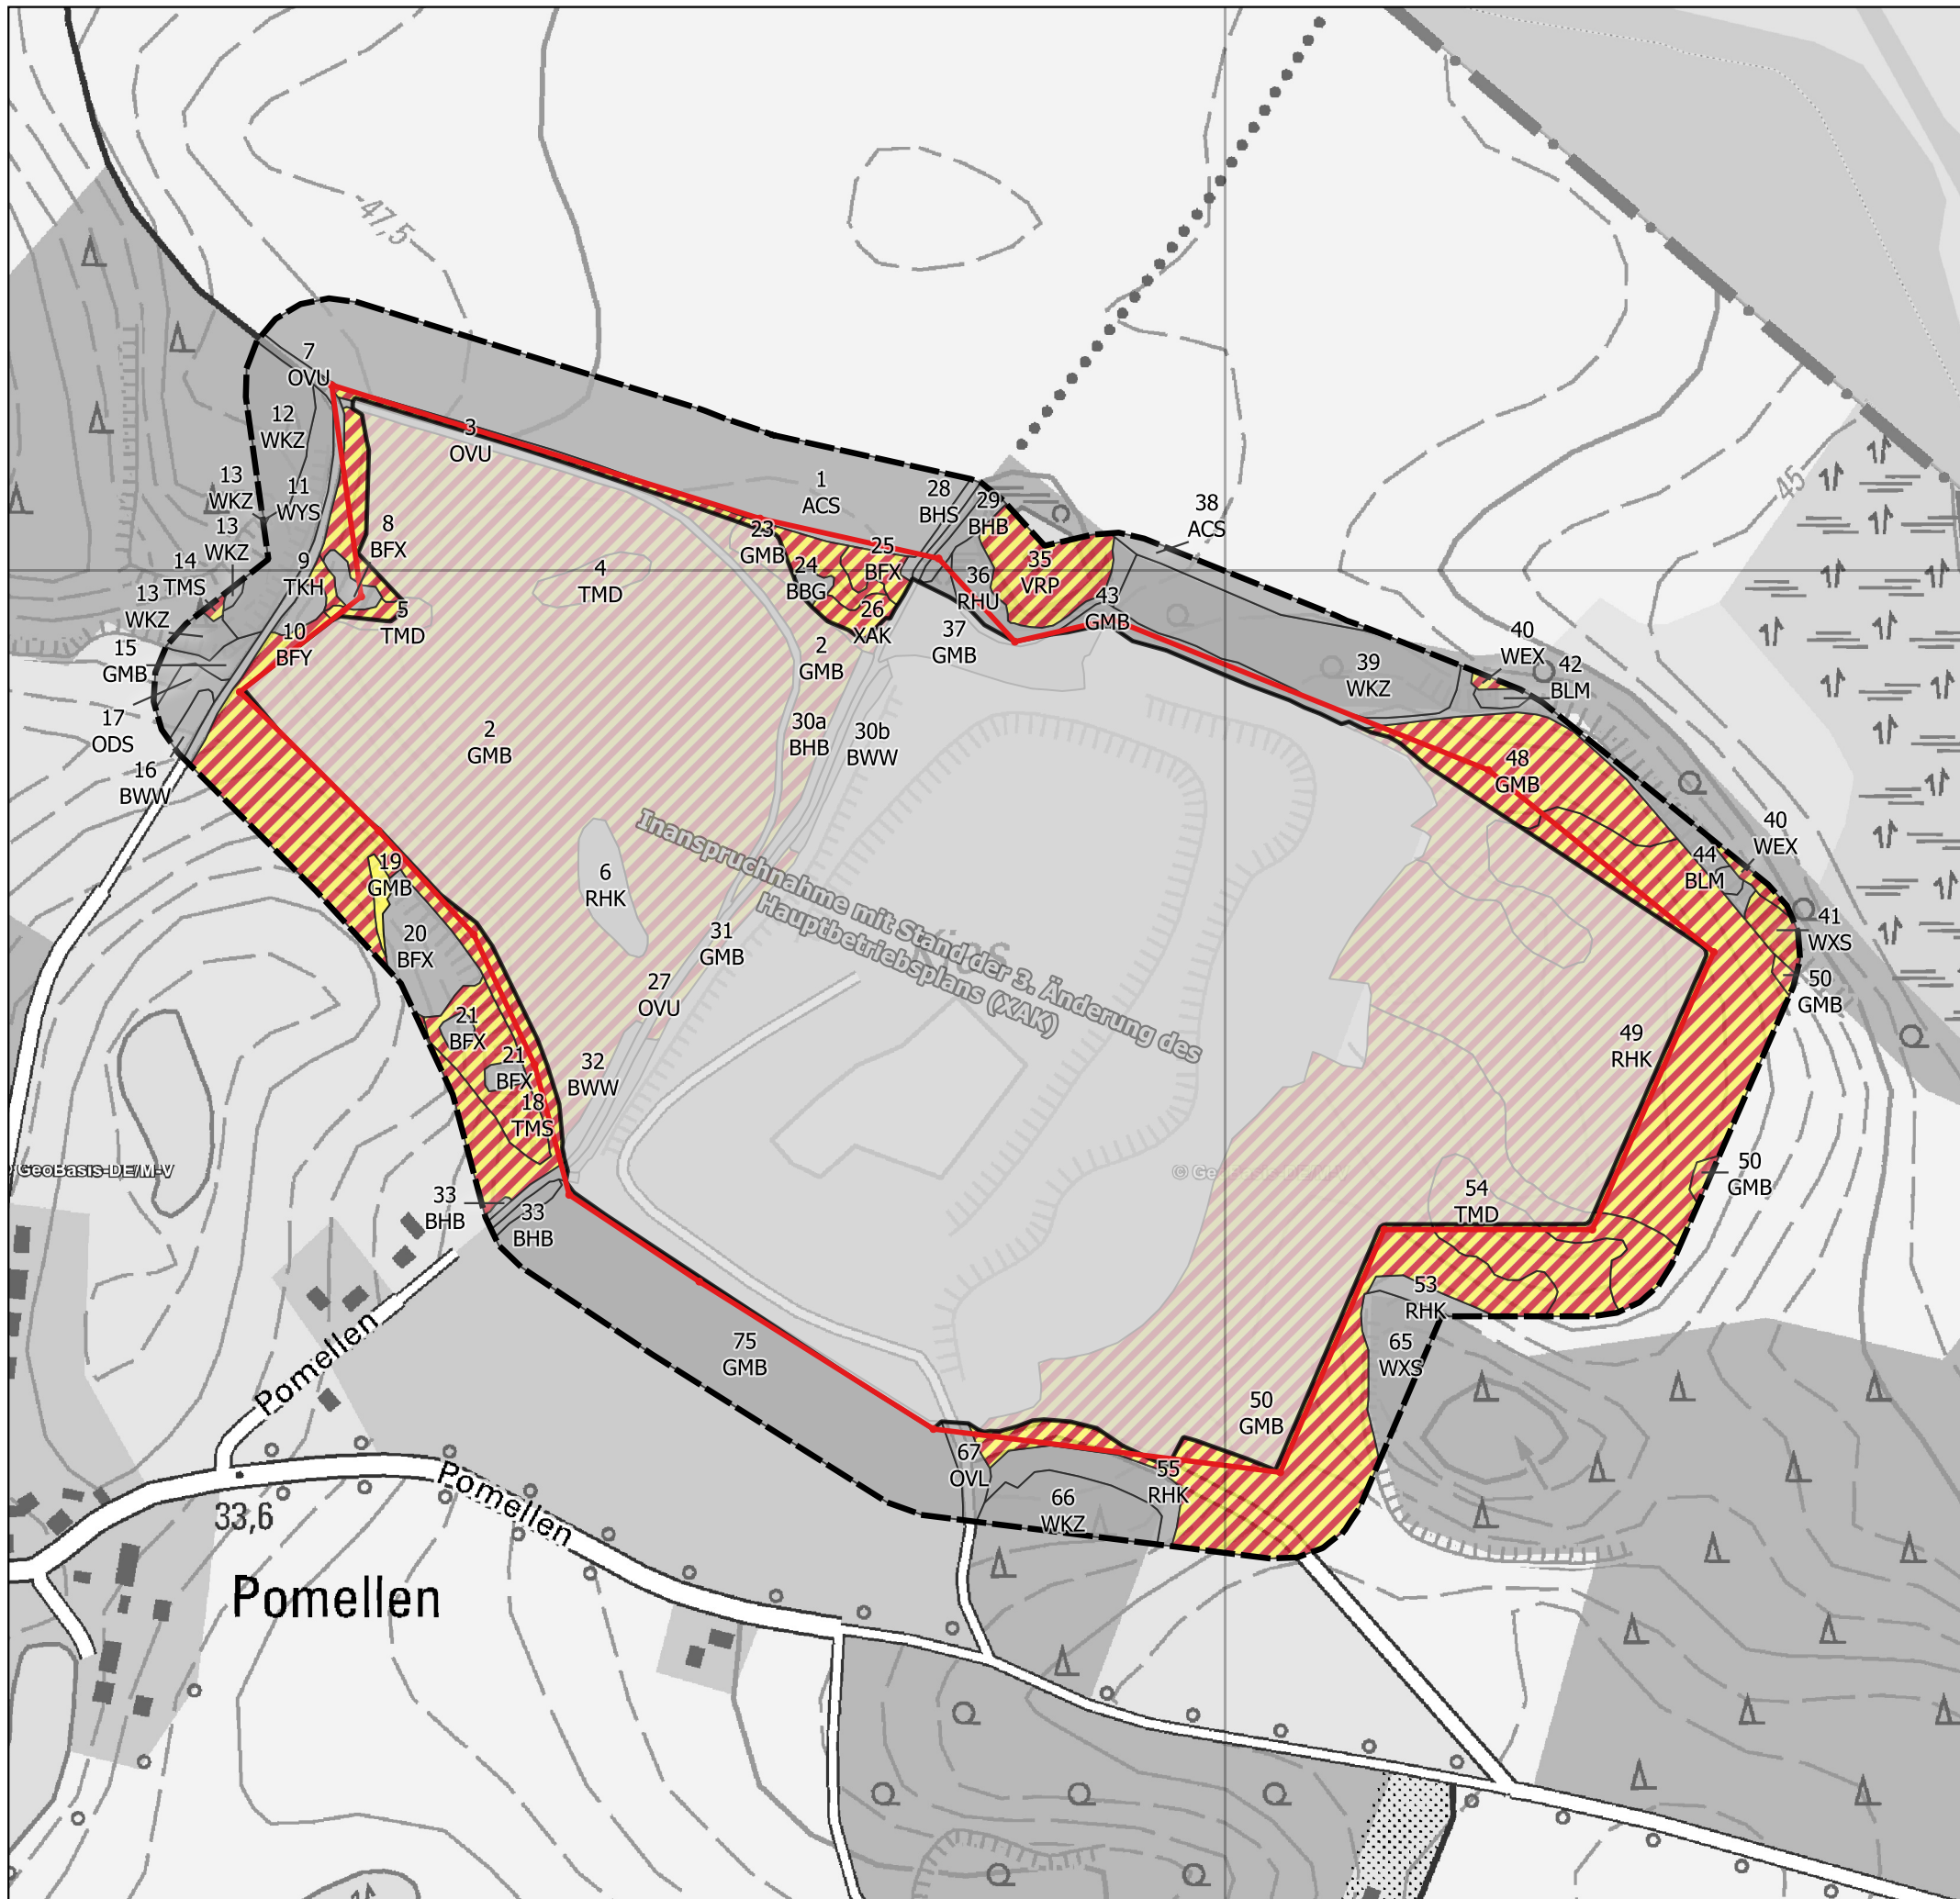 -47,5
7
OVU
12
WKZ
3
OVU
13
WKZ
11
WYS
1
ACS
28
BHS
29
BHB
38
ACS
45
13
WKZ
8
BFX
23
GMB
25
BFX
14
TMS
9
TKH
4
TMD
24
BBG
36
RHU
35
VRP
13
WKZ
5
TMD
26
XAK
43
GMB
10
BFY
15
GMB
2
GMB
37
GMB
39
WKZ
40
WEX
42
BLM
17
ODS
2
GMB
30a
BHB
30b
BWW
16
BWW
48
GMB
Inanspruchnahme mit Stand der 3. Änderung des
Hauptbetriebsplans (XAK)
Kies
19
GMB
6
RHK
44
BLM
40
WEX
20
BFX
31
GMB
41
WXS
27
OVU
50
GMB
21
BFX
49
RHK
21
BFX
32
BWW
18
TMS
GeoBasis-DE/M-V
© Ge
50
GMB
33
BHB
33
BHB
54
TMD
53
RHK
75
GMB
65
WXS
Pomellen
50
GMB
67
OVL
55
RHK
66
WKZ
Pomellen
33,6
Pomellen